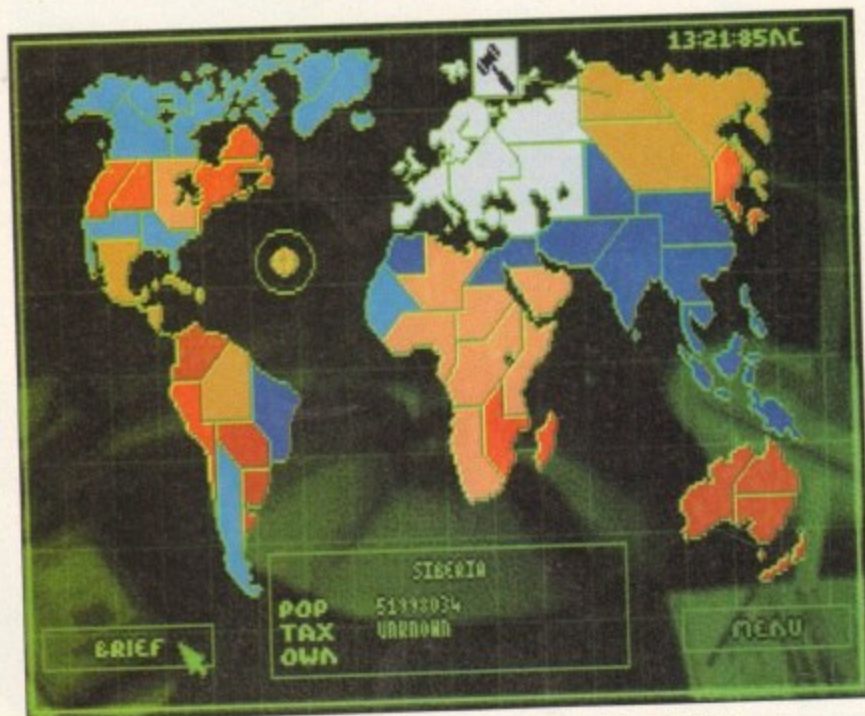 13:21:85AC
SIBERIA
POP 51998034
TAX UNKNOWN
OWN
BRIEF
MENU